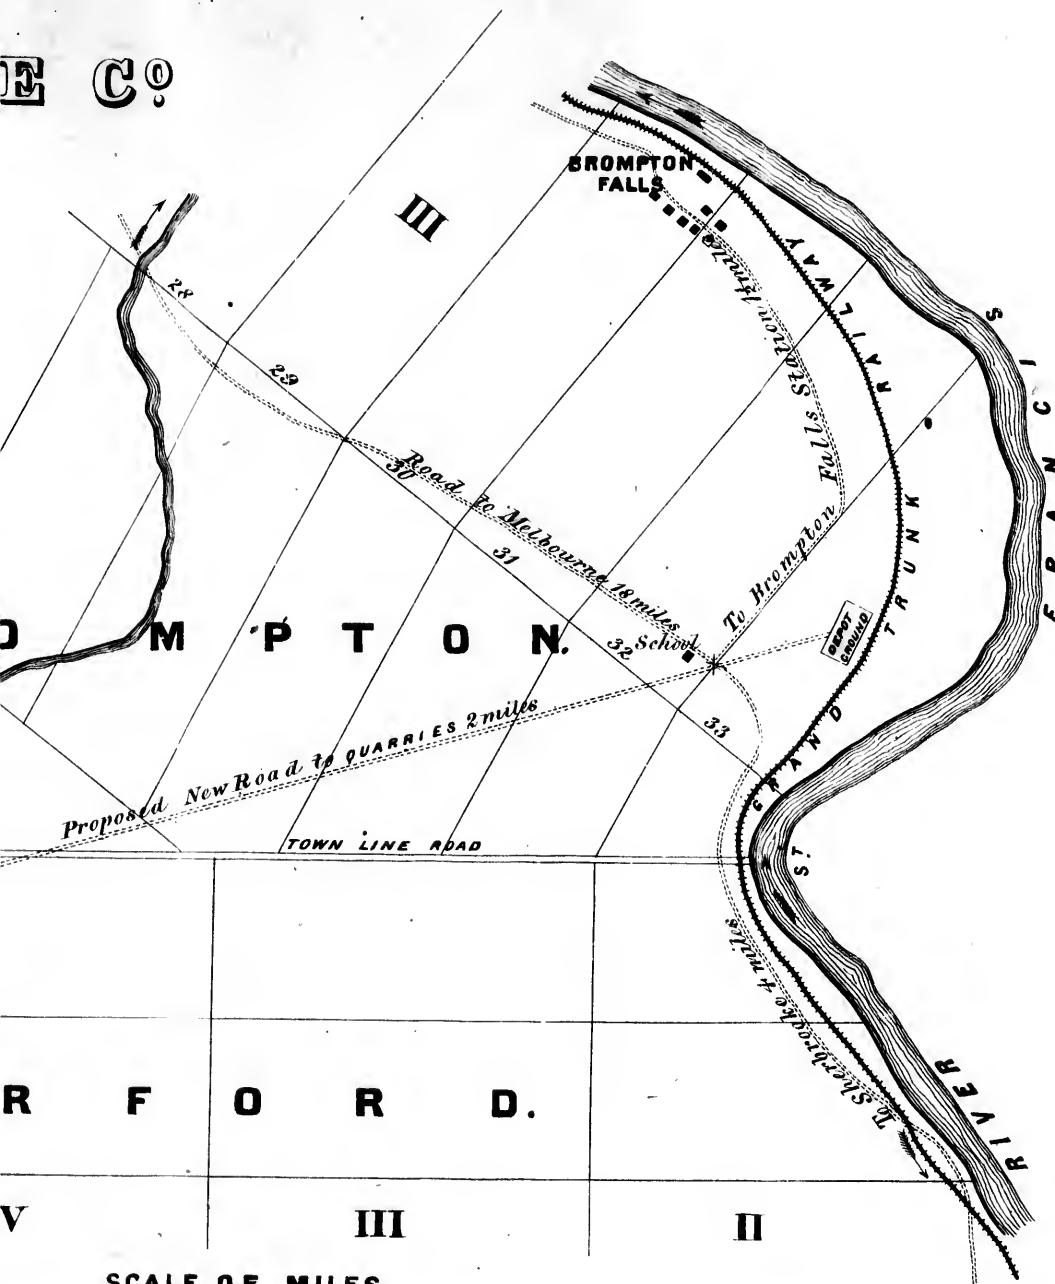 E Co.
BROMPTON
FALLS
III
28
29
30
31
32
33
Road to Melbourne 18 miles
School
To Brompton Falls Station
DEPOT
GROUND
GRAND TRUNK RAILWAY
ST. FRANCIS
RIVER
MPTON.
Proposed New Road to QUARRIES 2 miles
TOWN LINE ROAD
To Sherbrooke 4 miles
RFORD.
V
III
II
SCALE OF MILES